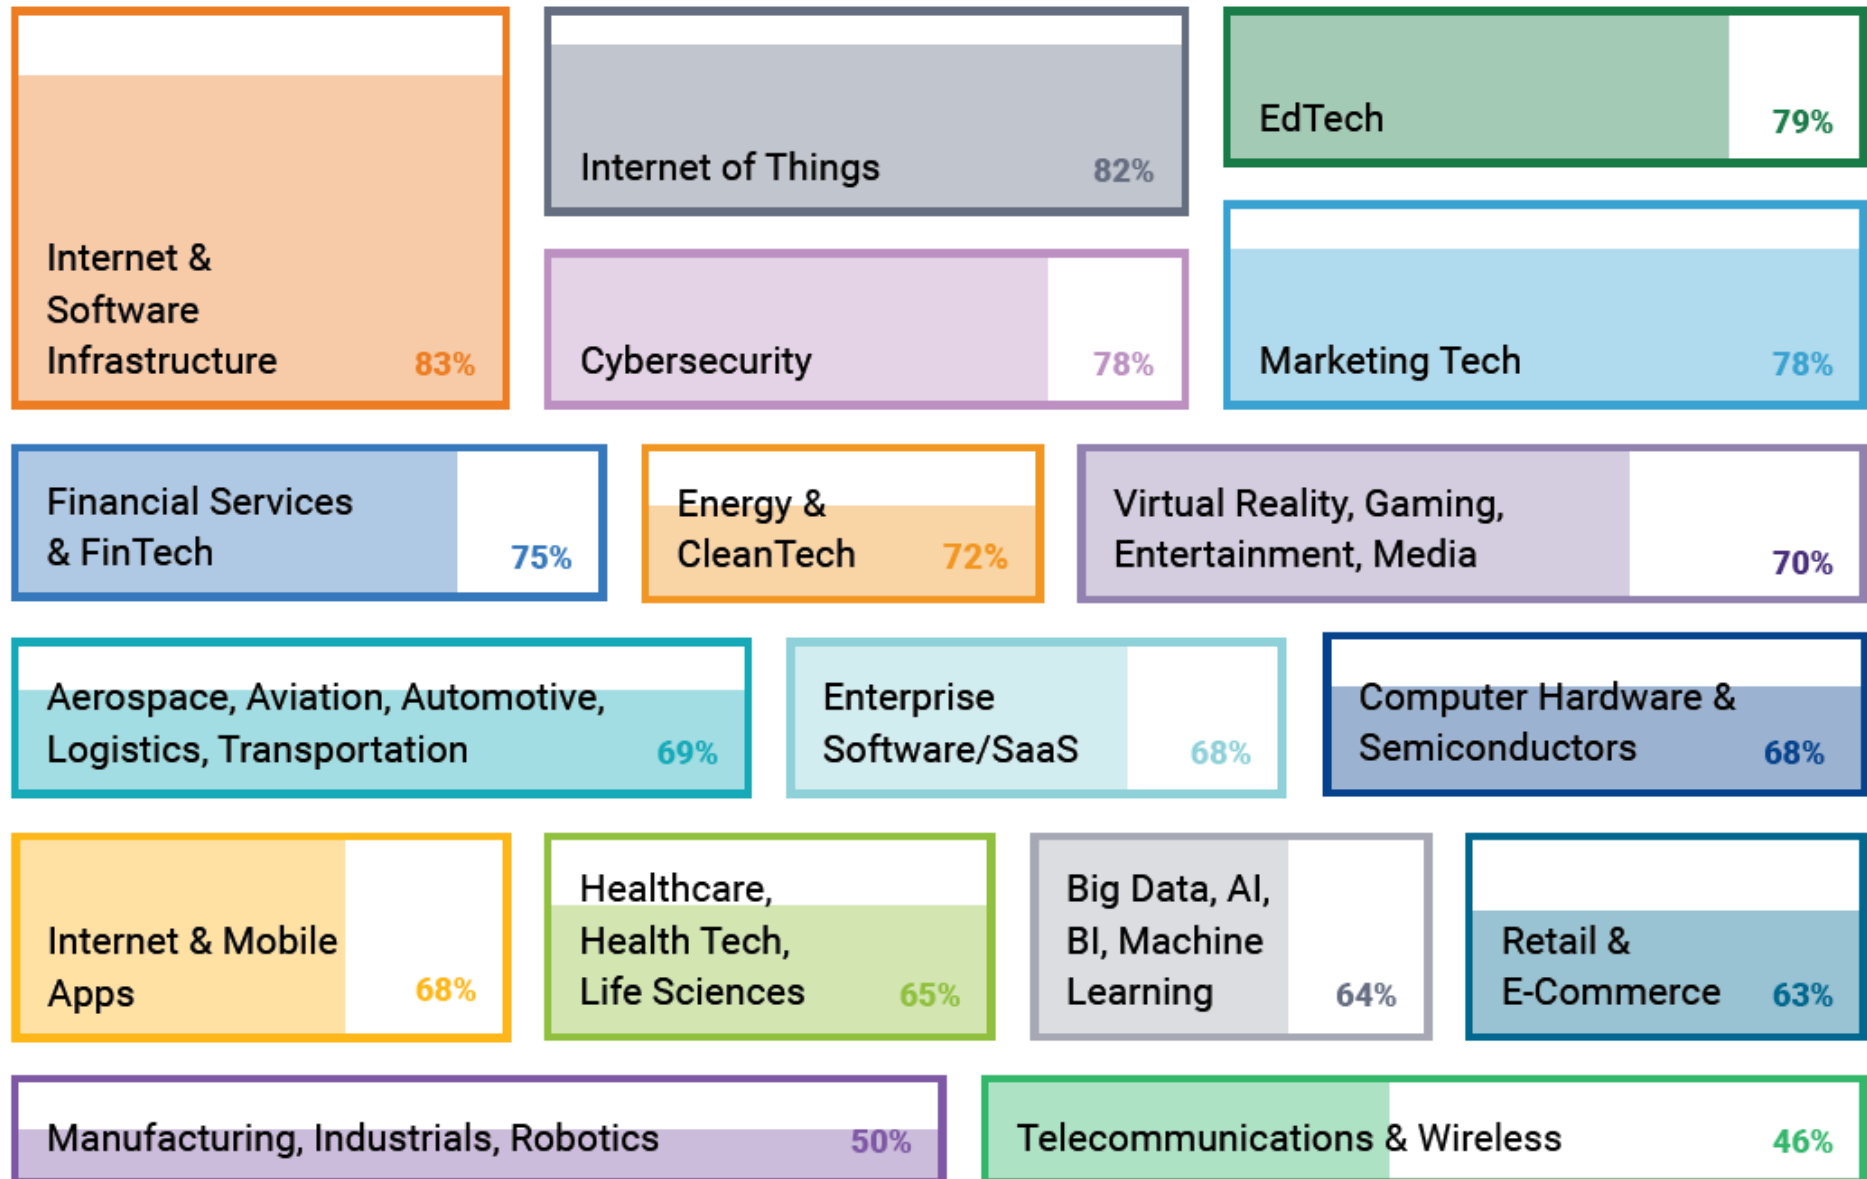 Internet &
Software
Infrastructure 83%
Internet of Things 82%
EdTech 79%
Cybersecurity 78%
Marketing Tech 78%
Financial Services
& FinTech 75%
Energy &
CleanTech 72%
Virtual Reality, Gaming,
Entertainment, Media 70%
Aerospace, Aviation, Automotive,
Logistics, Transportation 69%
Enterprise
Software/SaaS 68%
Computer Hardware &
Semiconductors 68%
Internet & Mobile
Apps 68%
Healthcare,
Health Tech,
Life Sciences 65%
Big Data, AI,
BI, Machine
Learning 64%
Retail &
E-Commerce 63%
Manufacturing, Industrials, Robotics 50%
Telecommunications & Wireless 46%